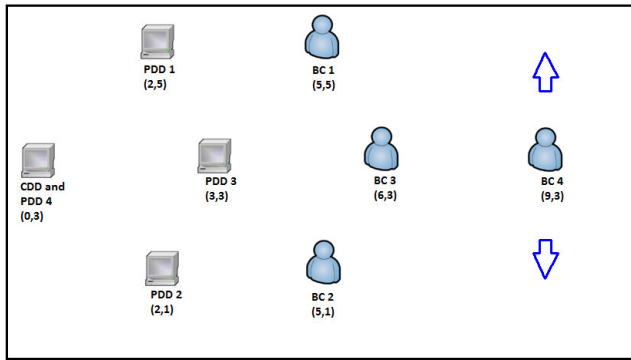 PDD 1
(2,5)
BC 1
(5,5)
CDD and
PDD 4
(0,3)
PDD 3
(3,3)
BC 3
(6,3)
BC 4
(9,3)
PDD 2
(2,1)
BC 2
(5,1)